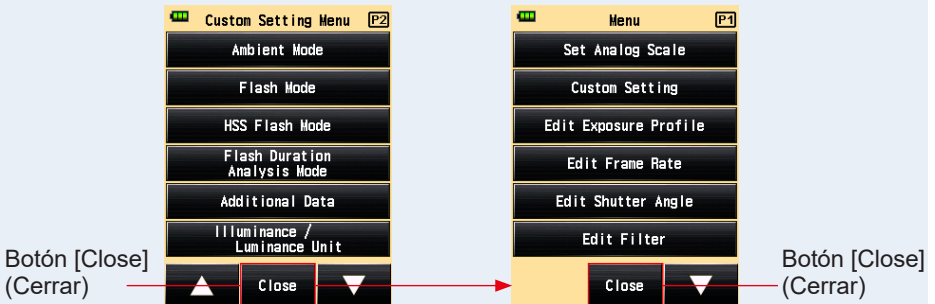 Custom Setting Menu P2
Ambient Mode
Flash Mode
HSS Flash Mode
Flash Duration
Analysis Mode
Additional Data
Illuminance /
Luminance Unit
Close
Botón [Close]
(Cerrar)
Menu P1
Set Analog Scale
Custom Setting
Edit Exposure Profile
Edit Frame Rate
Edit Shutter Angle
Edit Filter
Close
Botón [Close]
(Cerrar)